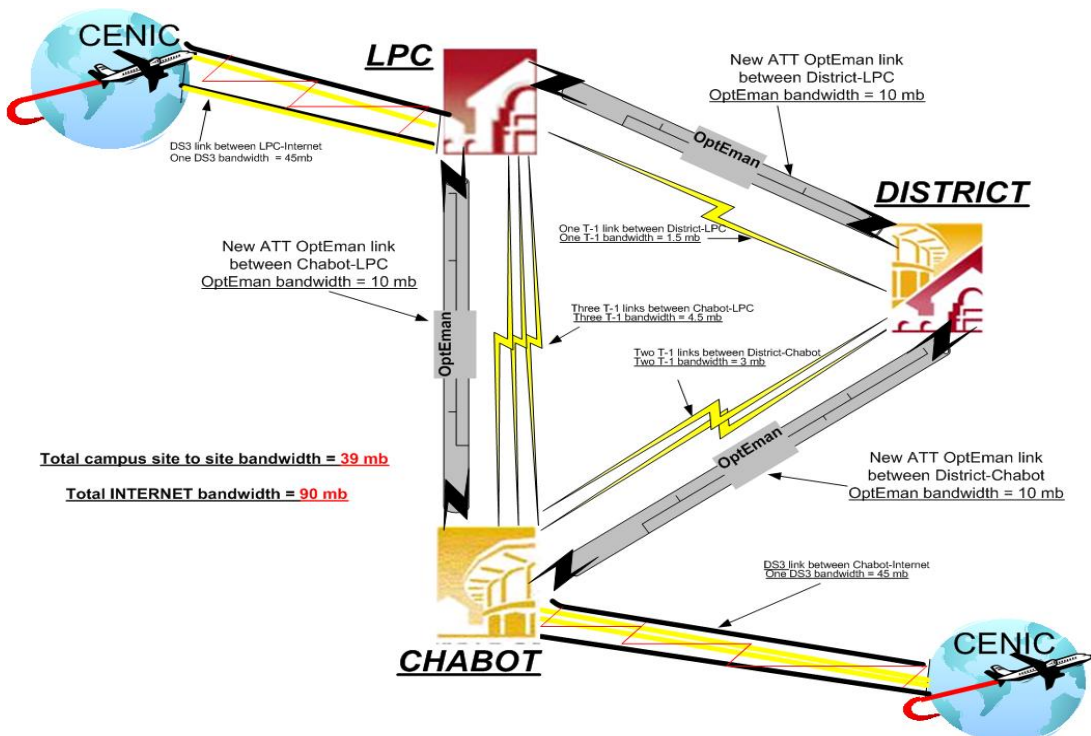 CENIC
LPC
DS3 link between LPC-Internet
One DS3 bandwidth = 45mb
New ATT OptEman link
between District-LPC
OptEman bandwidth = 10 mb
OptEman
DISTRICT
One T-1 link between District-LPC
One T-1 bandwidth = 1.5 mb
New ATT OptEman link
between Chabot-LPC
OptEman bandwidth = 10 mb
OptEman
Three T-1 links between Chabot-LPC
Three T-1 bandwidth = 4.5 mb
Two T-1 links between District-Chabot
Two T-1 bandwidth = 3 mb
OptEman
New ATT OptEman link
between District-Chabot
OptEman bandwidth = 10 mb
Total campus site to site bandwidth = 39 mb
Total INTERNET bandwidth = 90 mb
DS3 link between Chabot-Internet
One DS3 bandwidth = 45 mb
CHABOT
CENIC